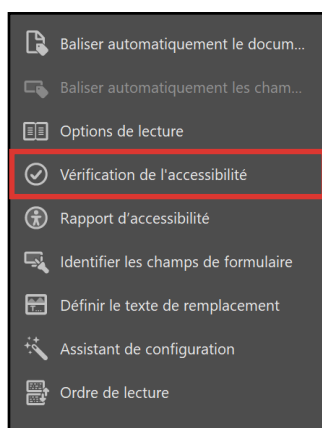 Baliser automatiquement le docum...
Baliser automatiquement les cham...
Options de lecture
Vérification de l'accessibilité
Rapport d’accessibilité
Identifier les champs de formulaire
Définir le texte de remplacement
Assistant de configuration
Ordre de lecture